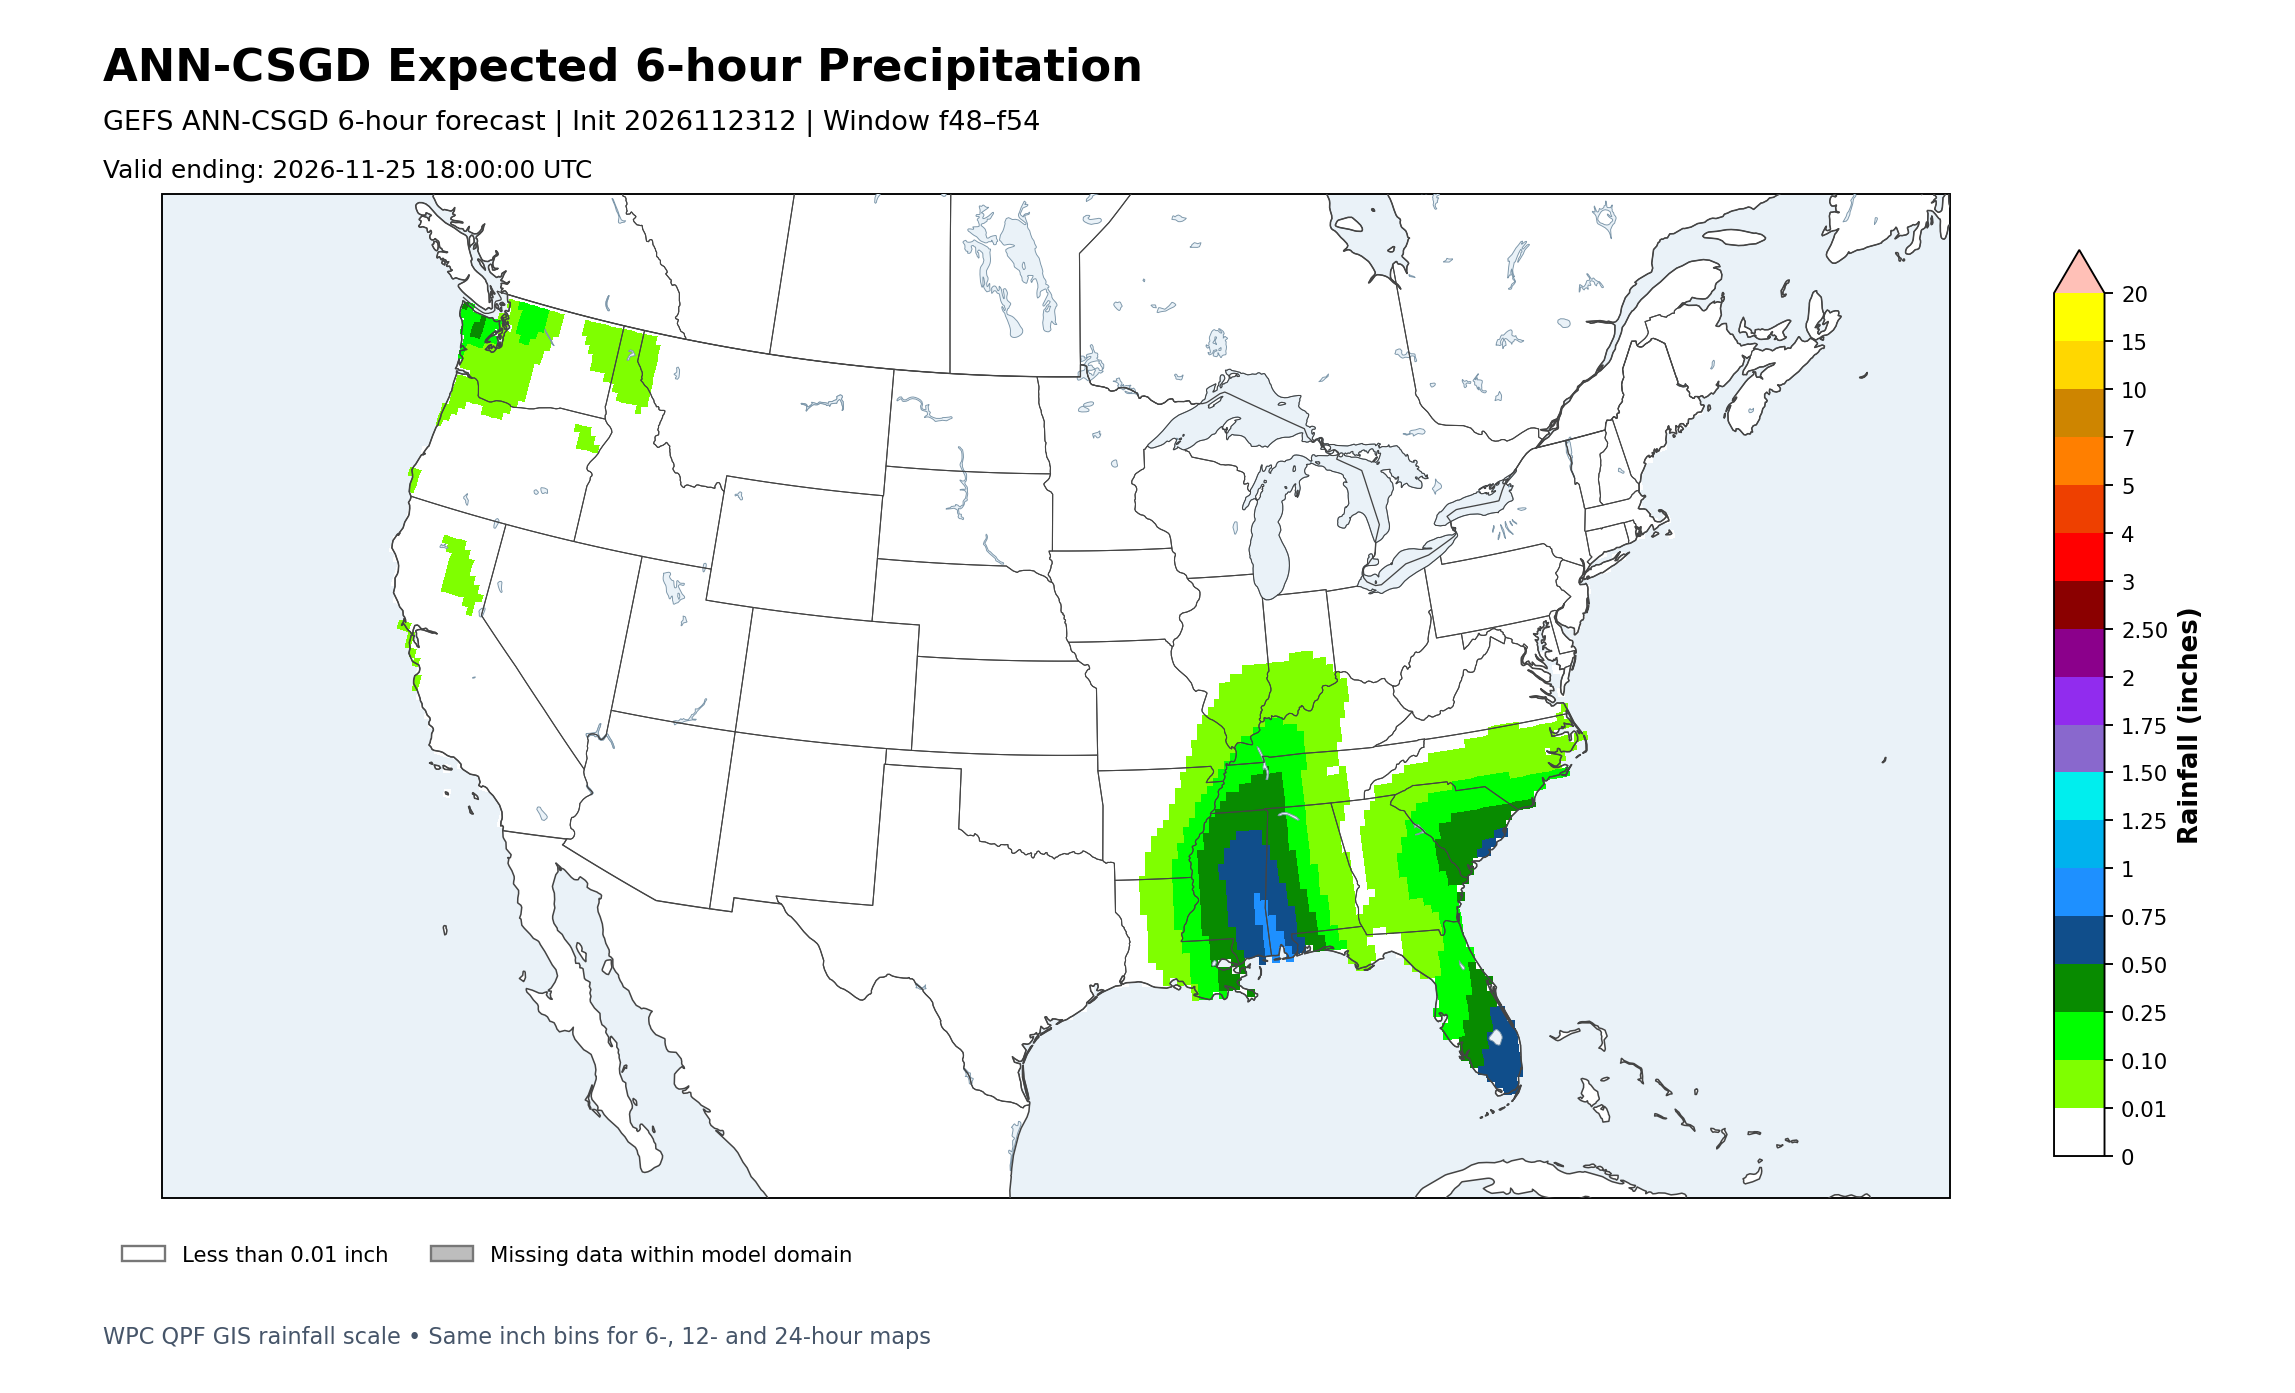 ANN-CSGD Expected 6-hour Precipitation
GEFS ANN-CSGD 6-hour forecast | Init 2026112312 | Window f48–f54
Valid ending: 2026-11-25 18:00:00 UTC
20
15
10
7
5
4
3
2.50
2
1.75
1.50
1.25
1
0.75
0.50
0.25
0.10
0.01
0
Rainfall (inches)
Less than 0.01 inch
Missing data within model domain
WPC QPF GIS rainfall scale • Same inch bins for 6-, 12- and 24-hour maps